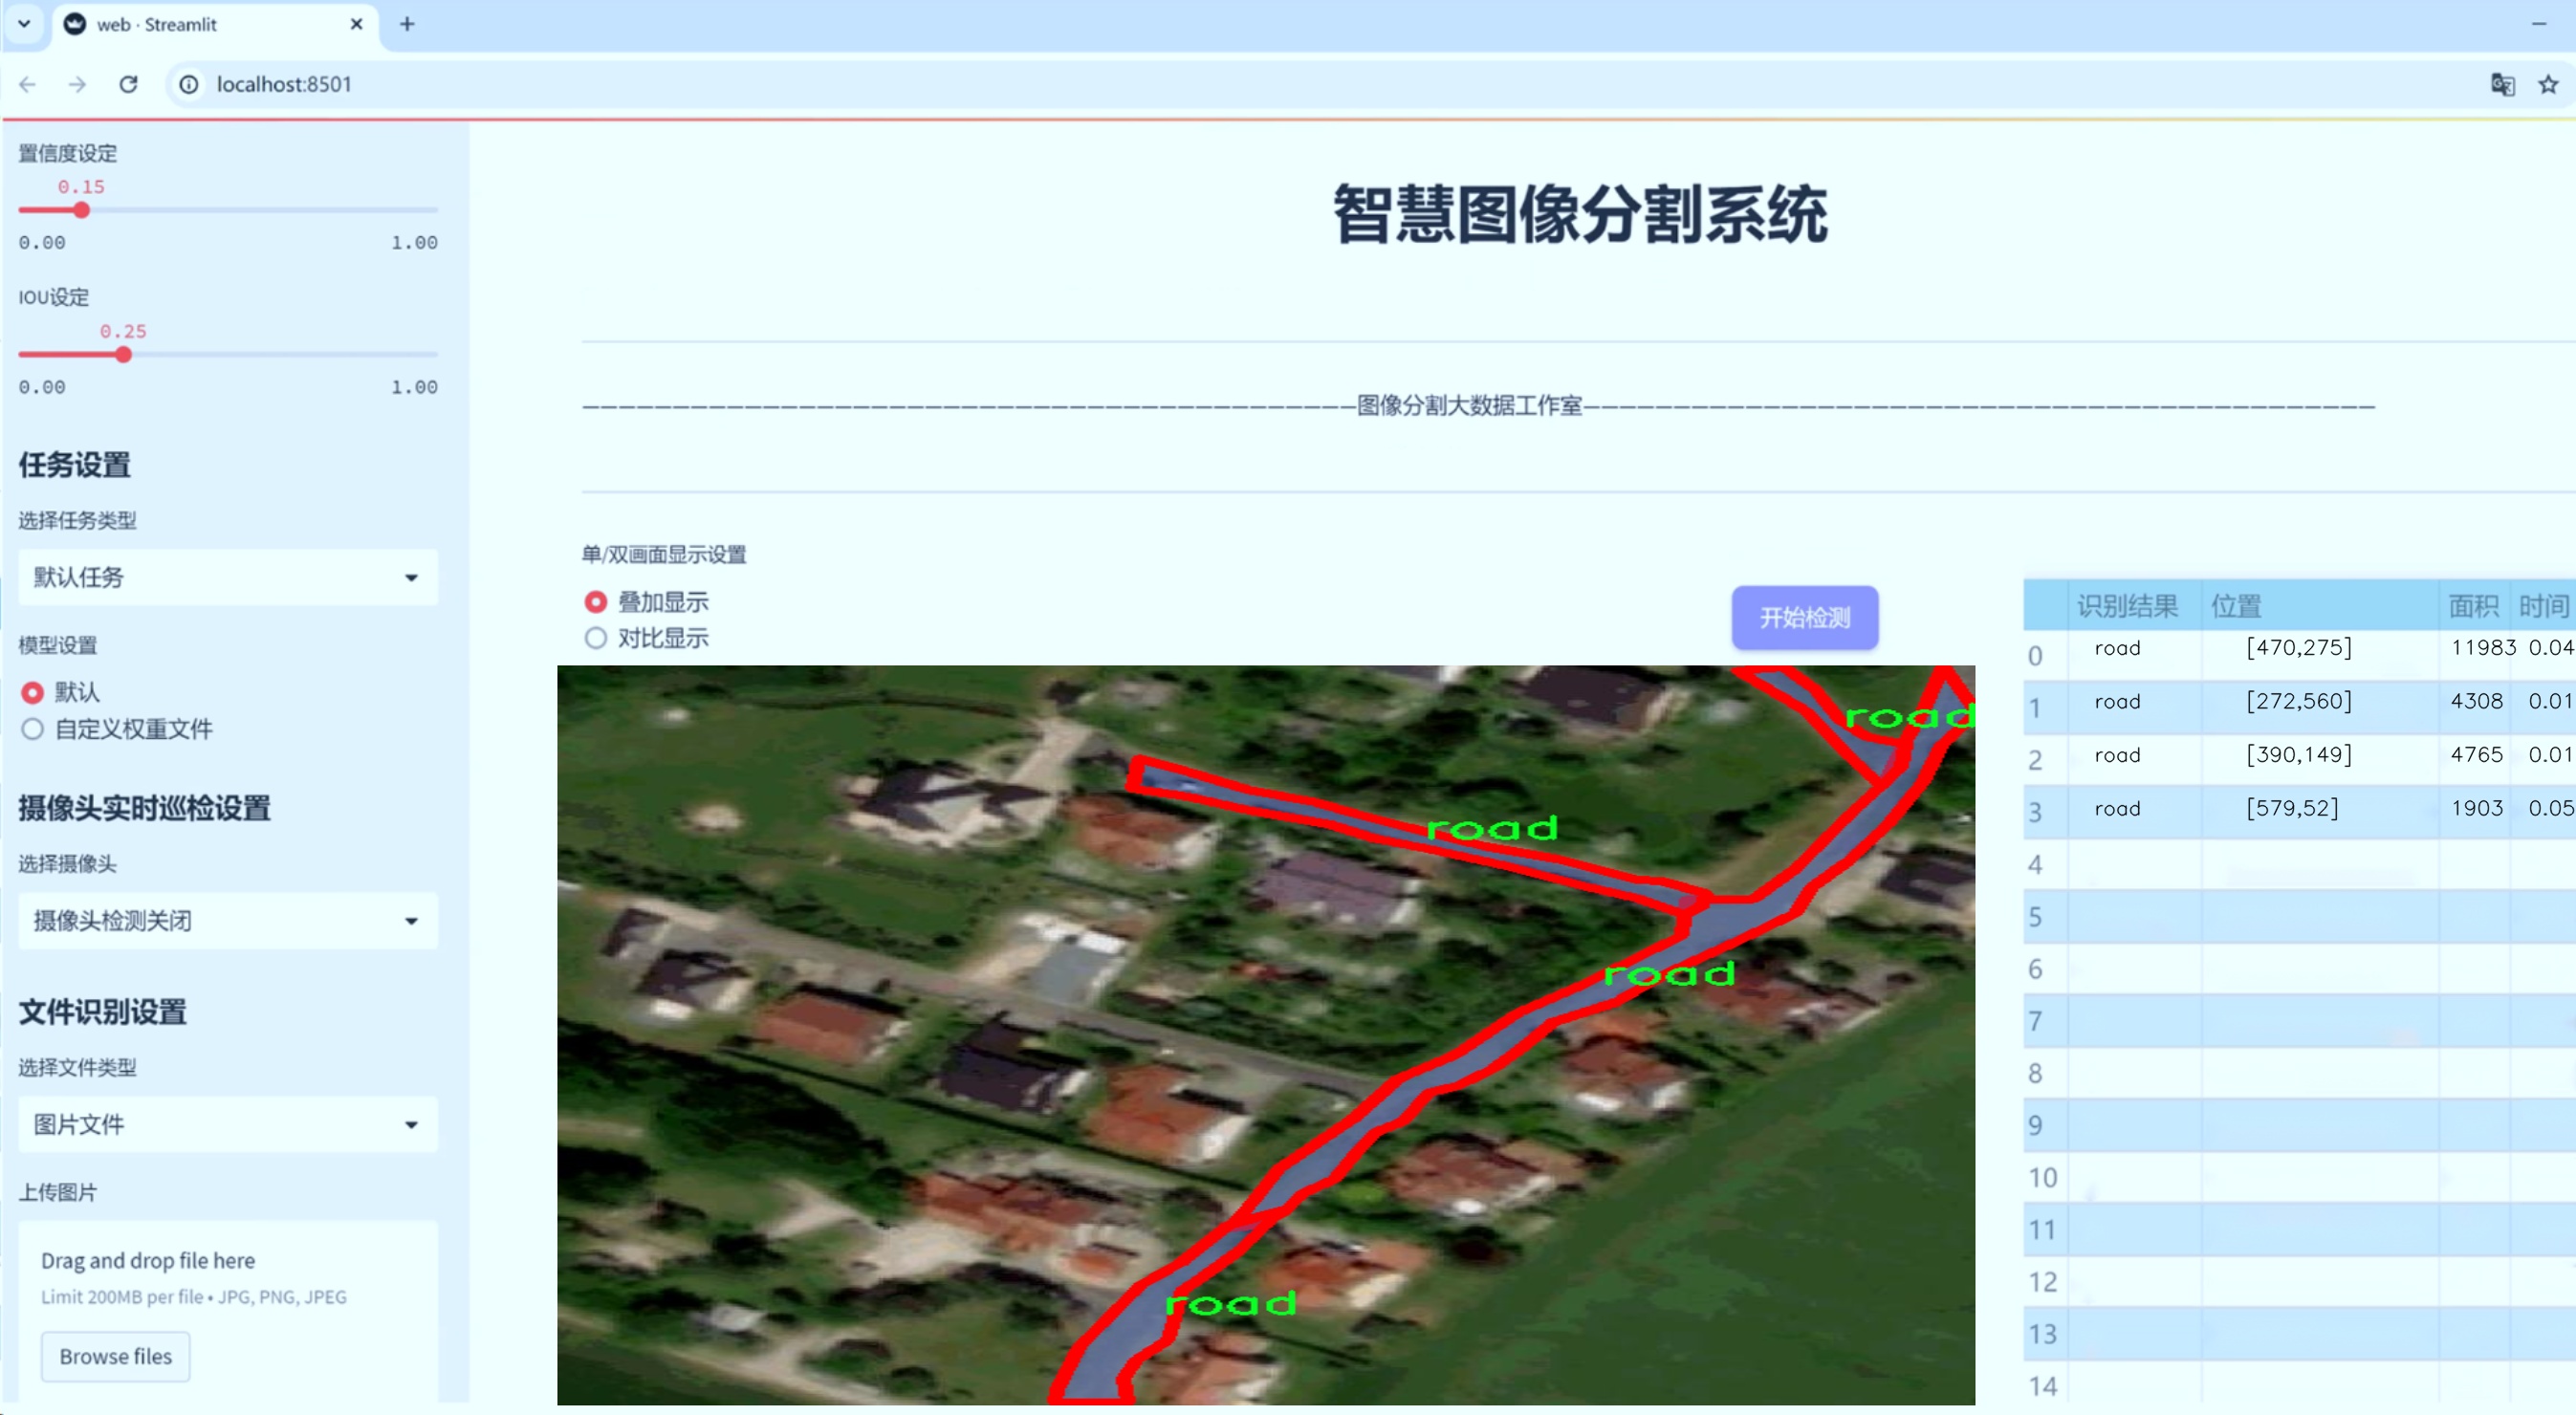 web · Streamlit
localhost:8501
置信度设定
0.15
0.00 1.00
IOU设定
0.25
0.00 1.00
任务设置
选择任务类型
默认任务
模型设置
默认
自定义权重文件
摄像头实时巡检设置
选择摄像头
摄像头检测关闭
文件识别设置
选择文件类型
图片文件
上传图片
Drag and drop file here
Limit 200MB per file • JPG, PNG, JPEG
Browse files
智慧图像分割系统
————————————————————————————————————————————图像分割大数据工作室————————————————————————————————————————————
单/双画面显示设置
叠加显示
对比显示
开始检测
road
road
road
road
识别结果 位置 面积 时间
0 road [470,275] 11983 0.04
1 road [272,560] 4308 0.01
2 road [390,149] 4765 0.01
3 road [579,52] 1903 0.05
4
5
6
7
8
9
10
11
12
13
14